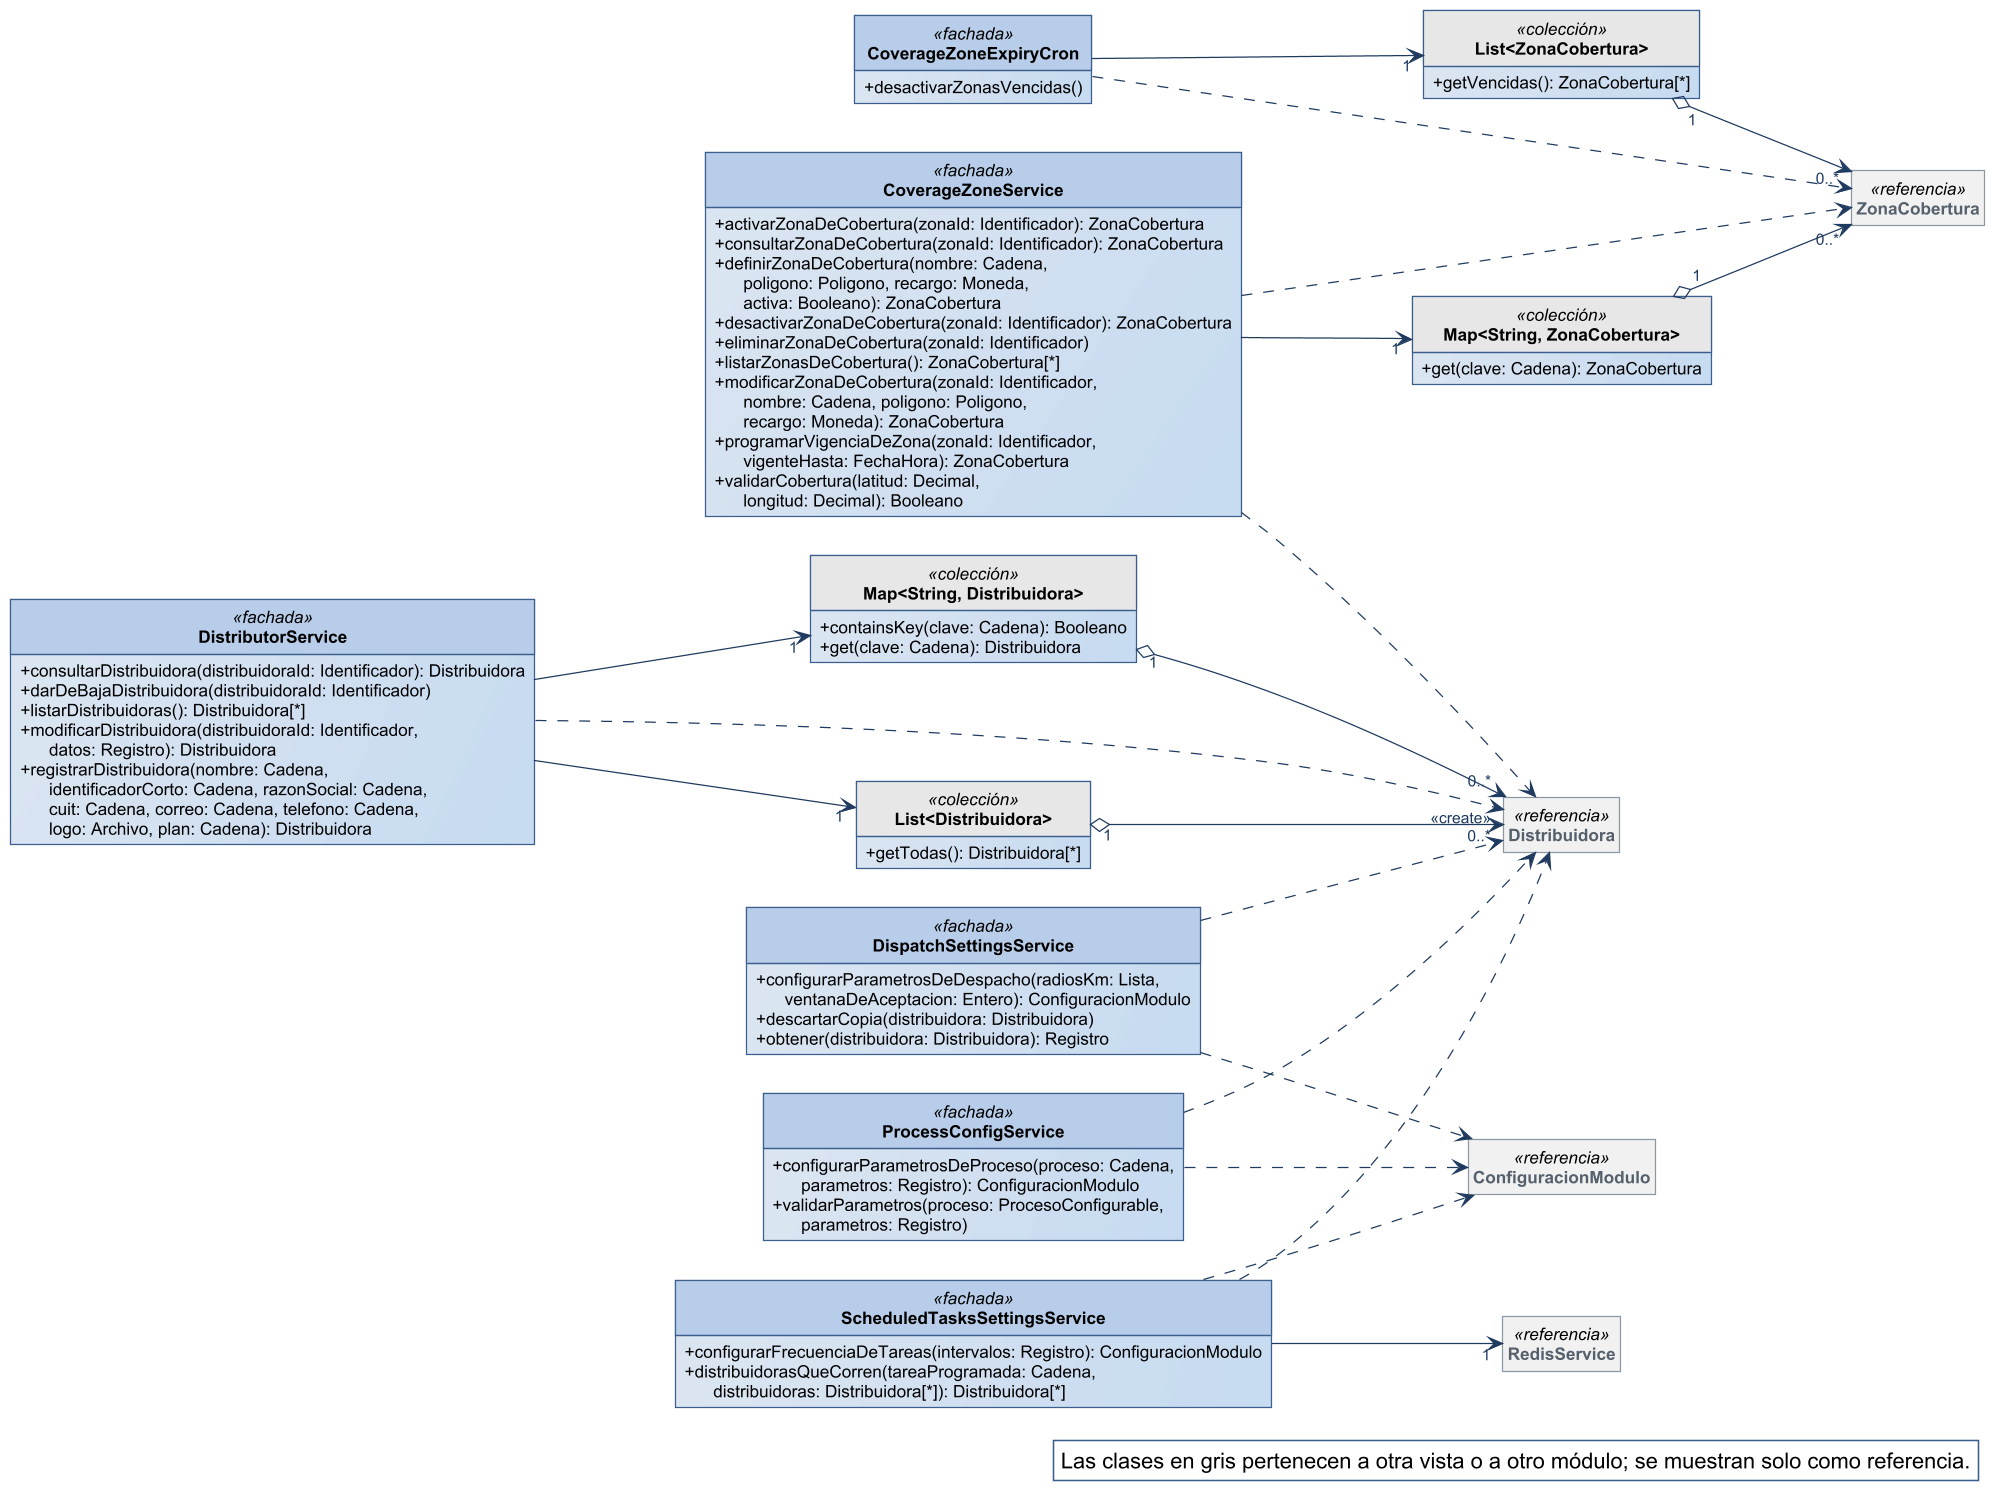 «fachada»
CoverageZoneExpiryCron
+desactivarZonasVencidas()
1
«colección»
List<ZonaCobertura>
+getVencidas(): ZonaCobertura[*]
1
0..*
«referencia»
ZonaCobertura
0..*
«fachada»
CoverageZoneService
+activarZonaDeCobertura(zonaId: Identificador): ZonaCobertura
+consultarZonaDeCobertura(zonaId: Identificador): ZonaCobertura
+definirZonaDeCobertura(nombre: Cadena,
poligono: Poligono, recargo: Moneda,
activa: Booleano): ZonaCobertura
+desactivarZonaDeCobertura(zonaId: Identificador): ZonaCobertura
+eliminarZonaDeCobertura(zonaId: Identificador)
+listarZonasDeCobertura(): ZonaCobertura[*]
+modificarZonaDeCobertura(zonaId: Identificador,
nombre: Cadena, poligono: Poligono,
recargo: Moneda): ZonaCobertura
+programarVigenciaDeZona(zonaId: Identificador,
vigenteHasta: FechaHora): ZonaCobertura
+validarCobertura(latitud: Decimal,
longitud: Decimal): Booleano
1
1
«colección»
Map<String, ZonaCobertura>
+get(clave: Cadena): ZonaCobertura
«fachada»
DistributorService
+consultarDistribuidora(distribuidoraId: Identificador): Distribuidora
+darDeBajaDistribuidora(distribuidoraId: Identificador)
+listarDistribuidoras(): Distribuidora[*]
+modificarDistribuidora(distribuidoraId: Identificador,
datos: Registro): Distribuidora
+registrarDistribuidora(nombre: Cadena,
identificadorCorto: Cadena, razonSocial: Cadena,
cuit: Cadena, correo: Cadena, telefono: Cadena,
logo: Archivo, plan: Cadena): Distribuidora
1
«colección»
Map<String, Distribuidora>
+containsKey(clave: Cadena): Booleano
+get(clave: Cadena): Distribuidora
1
0..*
1
«colección»
List<Distribuidora>
+getTodas(): Distribuidora[*]
1
«create»
0..*
«referencia»
Distribuidora
«fachada»
DispatchSettingsService
+configurarParametrosDeDespacho(radiosKm: Lista,
ventanaDeAceptacion: Entero): ConfiguracionModulo
+descartarCopia(distribuidora: Distribuidora)
+obtener(distribuidora: Distribuidora): Registro
«fachada»
ProcessConfigService
+configurarParametrosDeProceso(proceso: Cadena,
parametros: Registro): ConfiguracionModulo
+validarParametros(proceso: ProcesoConfigurable,
parametros: Registro)
«referencia»
ConfiguracionModulo
«fachada»
ScheduledTasksSettingsService
+configurarFrecuenciaDeTareas(intervalos: Registro): ConfiguracionModulo
+distribuidorasQueCorren(tareaProgramada: Cadena,
distribuidoras: Distribuidora[*]): Distribuidora[*]
1
«referencia»
RedisService
Las clases en gris pertenecen a otra vista o a otro módulo; se muestran solo como referencia.